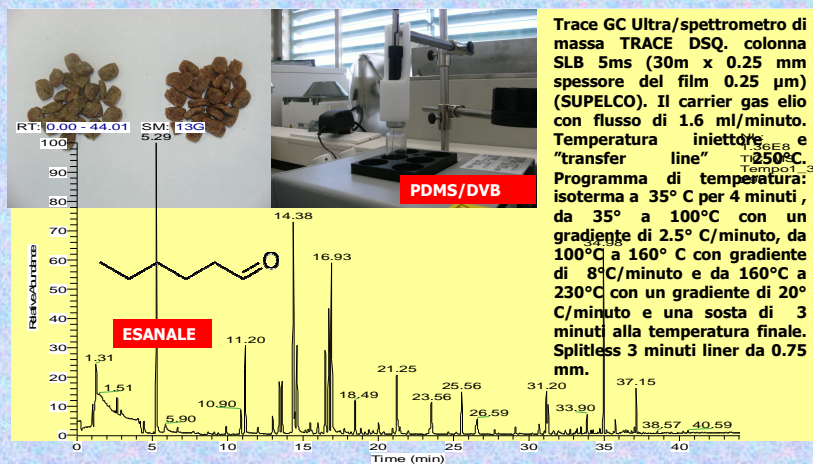 Trace GC Ultra/spettrometro di
massa TRACE DSQ. colonna
SLB 5ms (30m x 0.25 mm
spessore del film 0.25 µm)
(SUPELCO). Il carrier gas elio
con flusso di 1.6 ml/minuto.
Temperatura iniettore e
"transfer line" 250°C.
Programma di temperatura:
isoterma a 35° C per 4 minuti ,
da 35° a 100°C con un
gradiente di 2.5° C/minuto, da
100°C a 160° C con gradiente
di 8°C/minuto e da 160°C a
230°C con un gradiente di 20°
C/minuto e una sosta di 3
minuti alla temperatura finale.
Splitless 3 minuti liner da 0.75
mm.
PDMS/DVB
RT: 0.00 - 44.01 SM: 13G
1.36E8
Tempo1_3
5.29
14.38
34.98
16.93
O
ESANALE
11.20
1.31
1.51
5.90
10.90
18.49
21.25
23.56
25.56
26.59
31.20
33.90
37.15
38.57
40.59
100
90
80
70
60
50
40
30
20
10
0
Relative Abundance
0 5 10 15 20 25 30 35 40
Time (min)